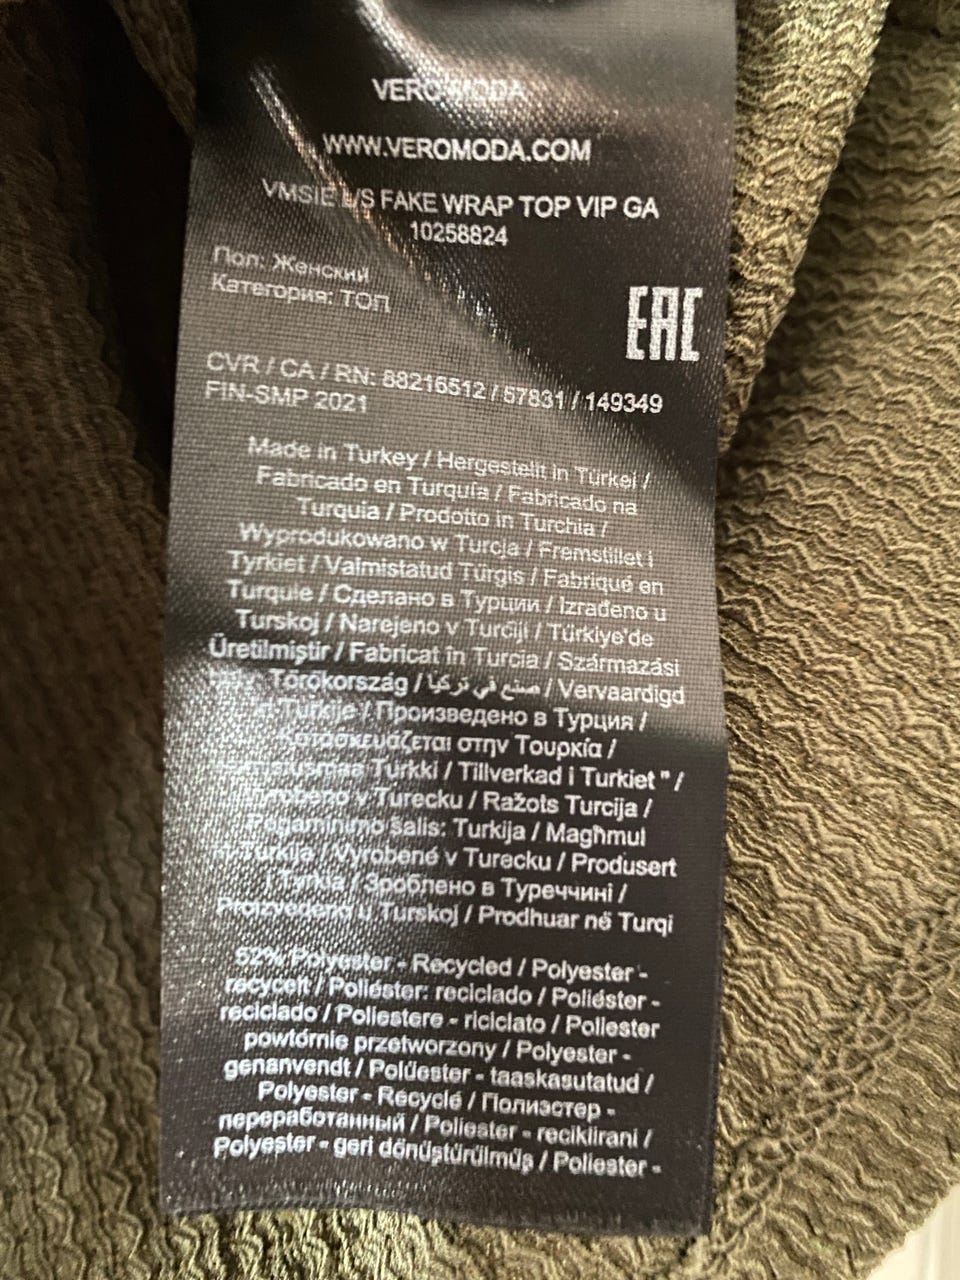 VERO MODA
WWW.VEROMODA.COM
VMSIE L/S FAKE WRAP TOP VIP GA
10258824
Пол: Женский
Категория: ТОП
EAC
CVR / CA / RN: 88216512 / 57831 / 149349
FIN-SMP 2021
Made in Turkey / Hergestellt in Türkei /
Fabricado en Turquía / Fabricado na
Turquia / Prodotto in Turchia /
Wyprodukowano w Turcja / Fremstillet i
Tyrkiet / Valmistatud Türgis / Fabriqué en
Turquie / Сделано в Турции / Izrađeno u
Turskoj / Narejeno v Turčiji / Türkiye'de
Üretilmiştir / Fabricat în Turcia / Származási
Törökország / صنع في تركيا / Vervaardigd
Turkije / Произведено в Турция /
Κατασκευάζεται στην Τουρκία /
Turkki / Tillverkad i Turkiet " /
Vyrobeno v Turecku / Ražots Turcija /
Pagaminimo šalis: Turkija / Magħmul
Turkija / Vyrobené v Turecku / Produsert
i Tyrkia / Зроблено в Туреччині /
Proizvedeno u Turskoj / Prodhuar në Turqi
52% Polyester - Recycled / Polyester -
recycelt / Poliéster: reciclado / Poliéster -
reciclado / Poliestere - riciclato / Poliester
powtórnie przetworzony / Polyester -
genanvendt / Polüester - taaskasutatud /
Polyester - Recyclé / Полиэстер -
переработанный / Poliester - reciklirani /
Polyester - geri dönüştürülmüş / Poliester -